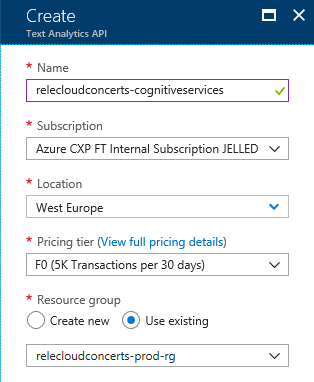 Create
Text Analytics API
* Name
relecloudconcerts-cognitiveservices
* Subscription
Azure CXP FT Internal Subscription JELLED
* Location
West Europe
* Pricing tier (View full pricing details)
F0 (5K Transactions per 30 days)
* Resource group
Create new Use existing
relecloudconcerts-prod-rg